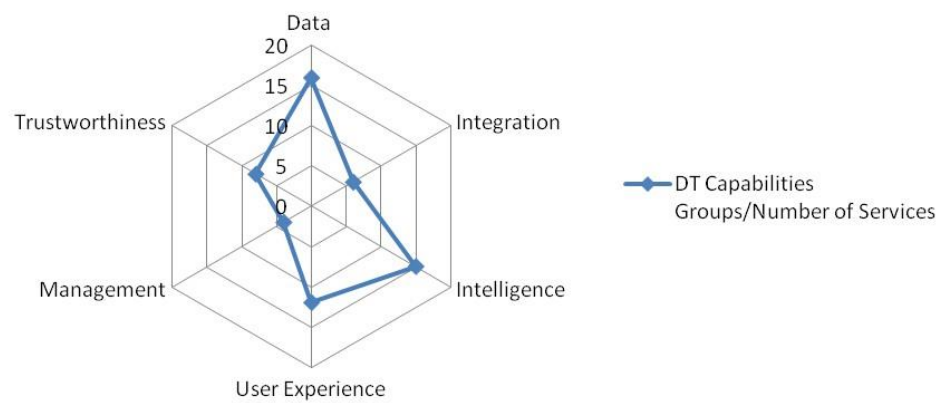 Data
20
15
10
5
0
Trustworthiness
Integration
Management
Intelligence
User Experience
DT Capabilities
Groups/Number of Services